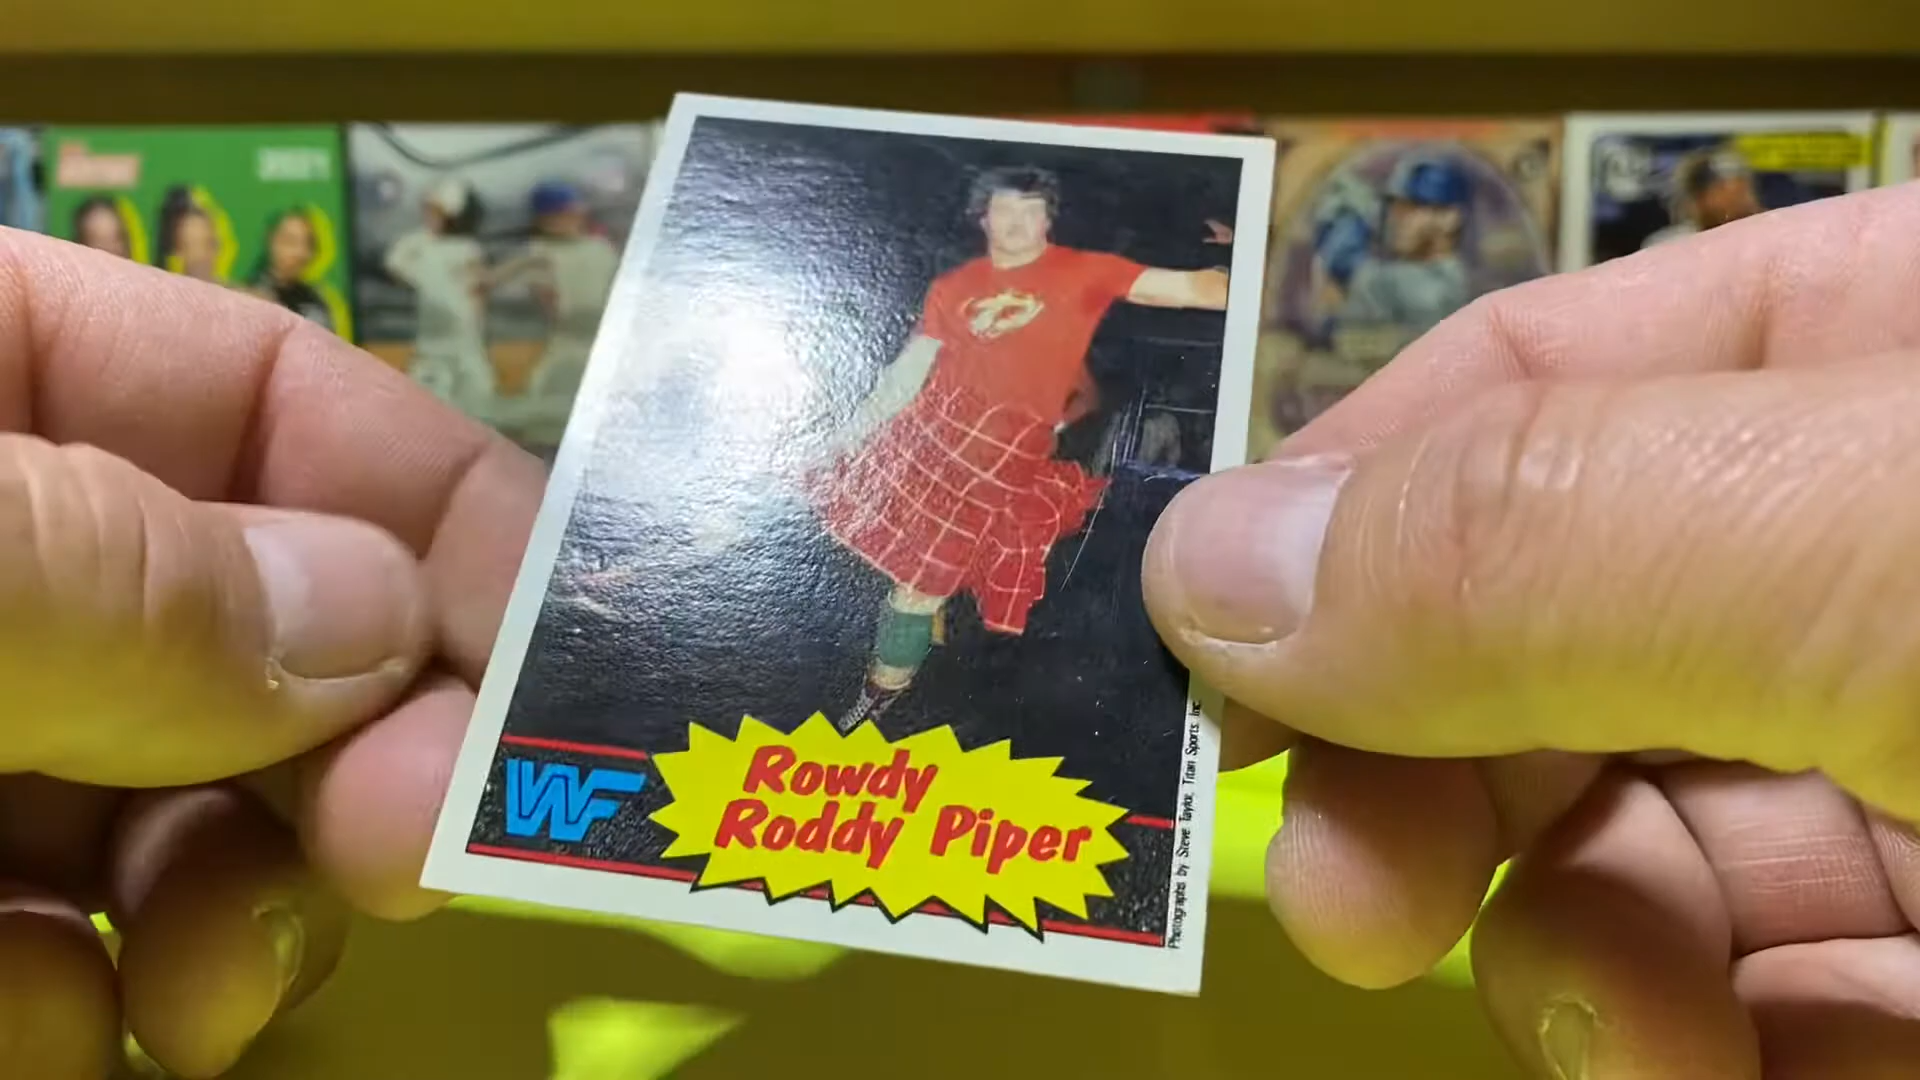 WF
Rowdy
Roddy Piper
Photographs by Steve Taylor, Titan Sports Inc